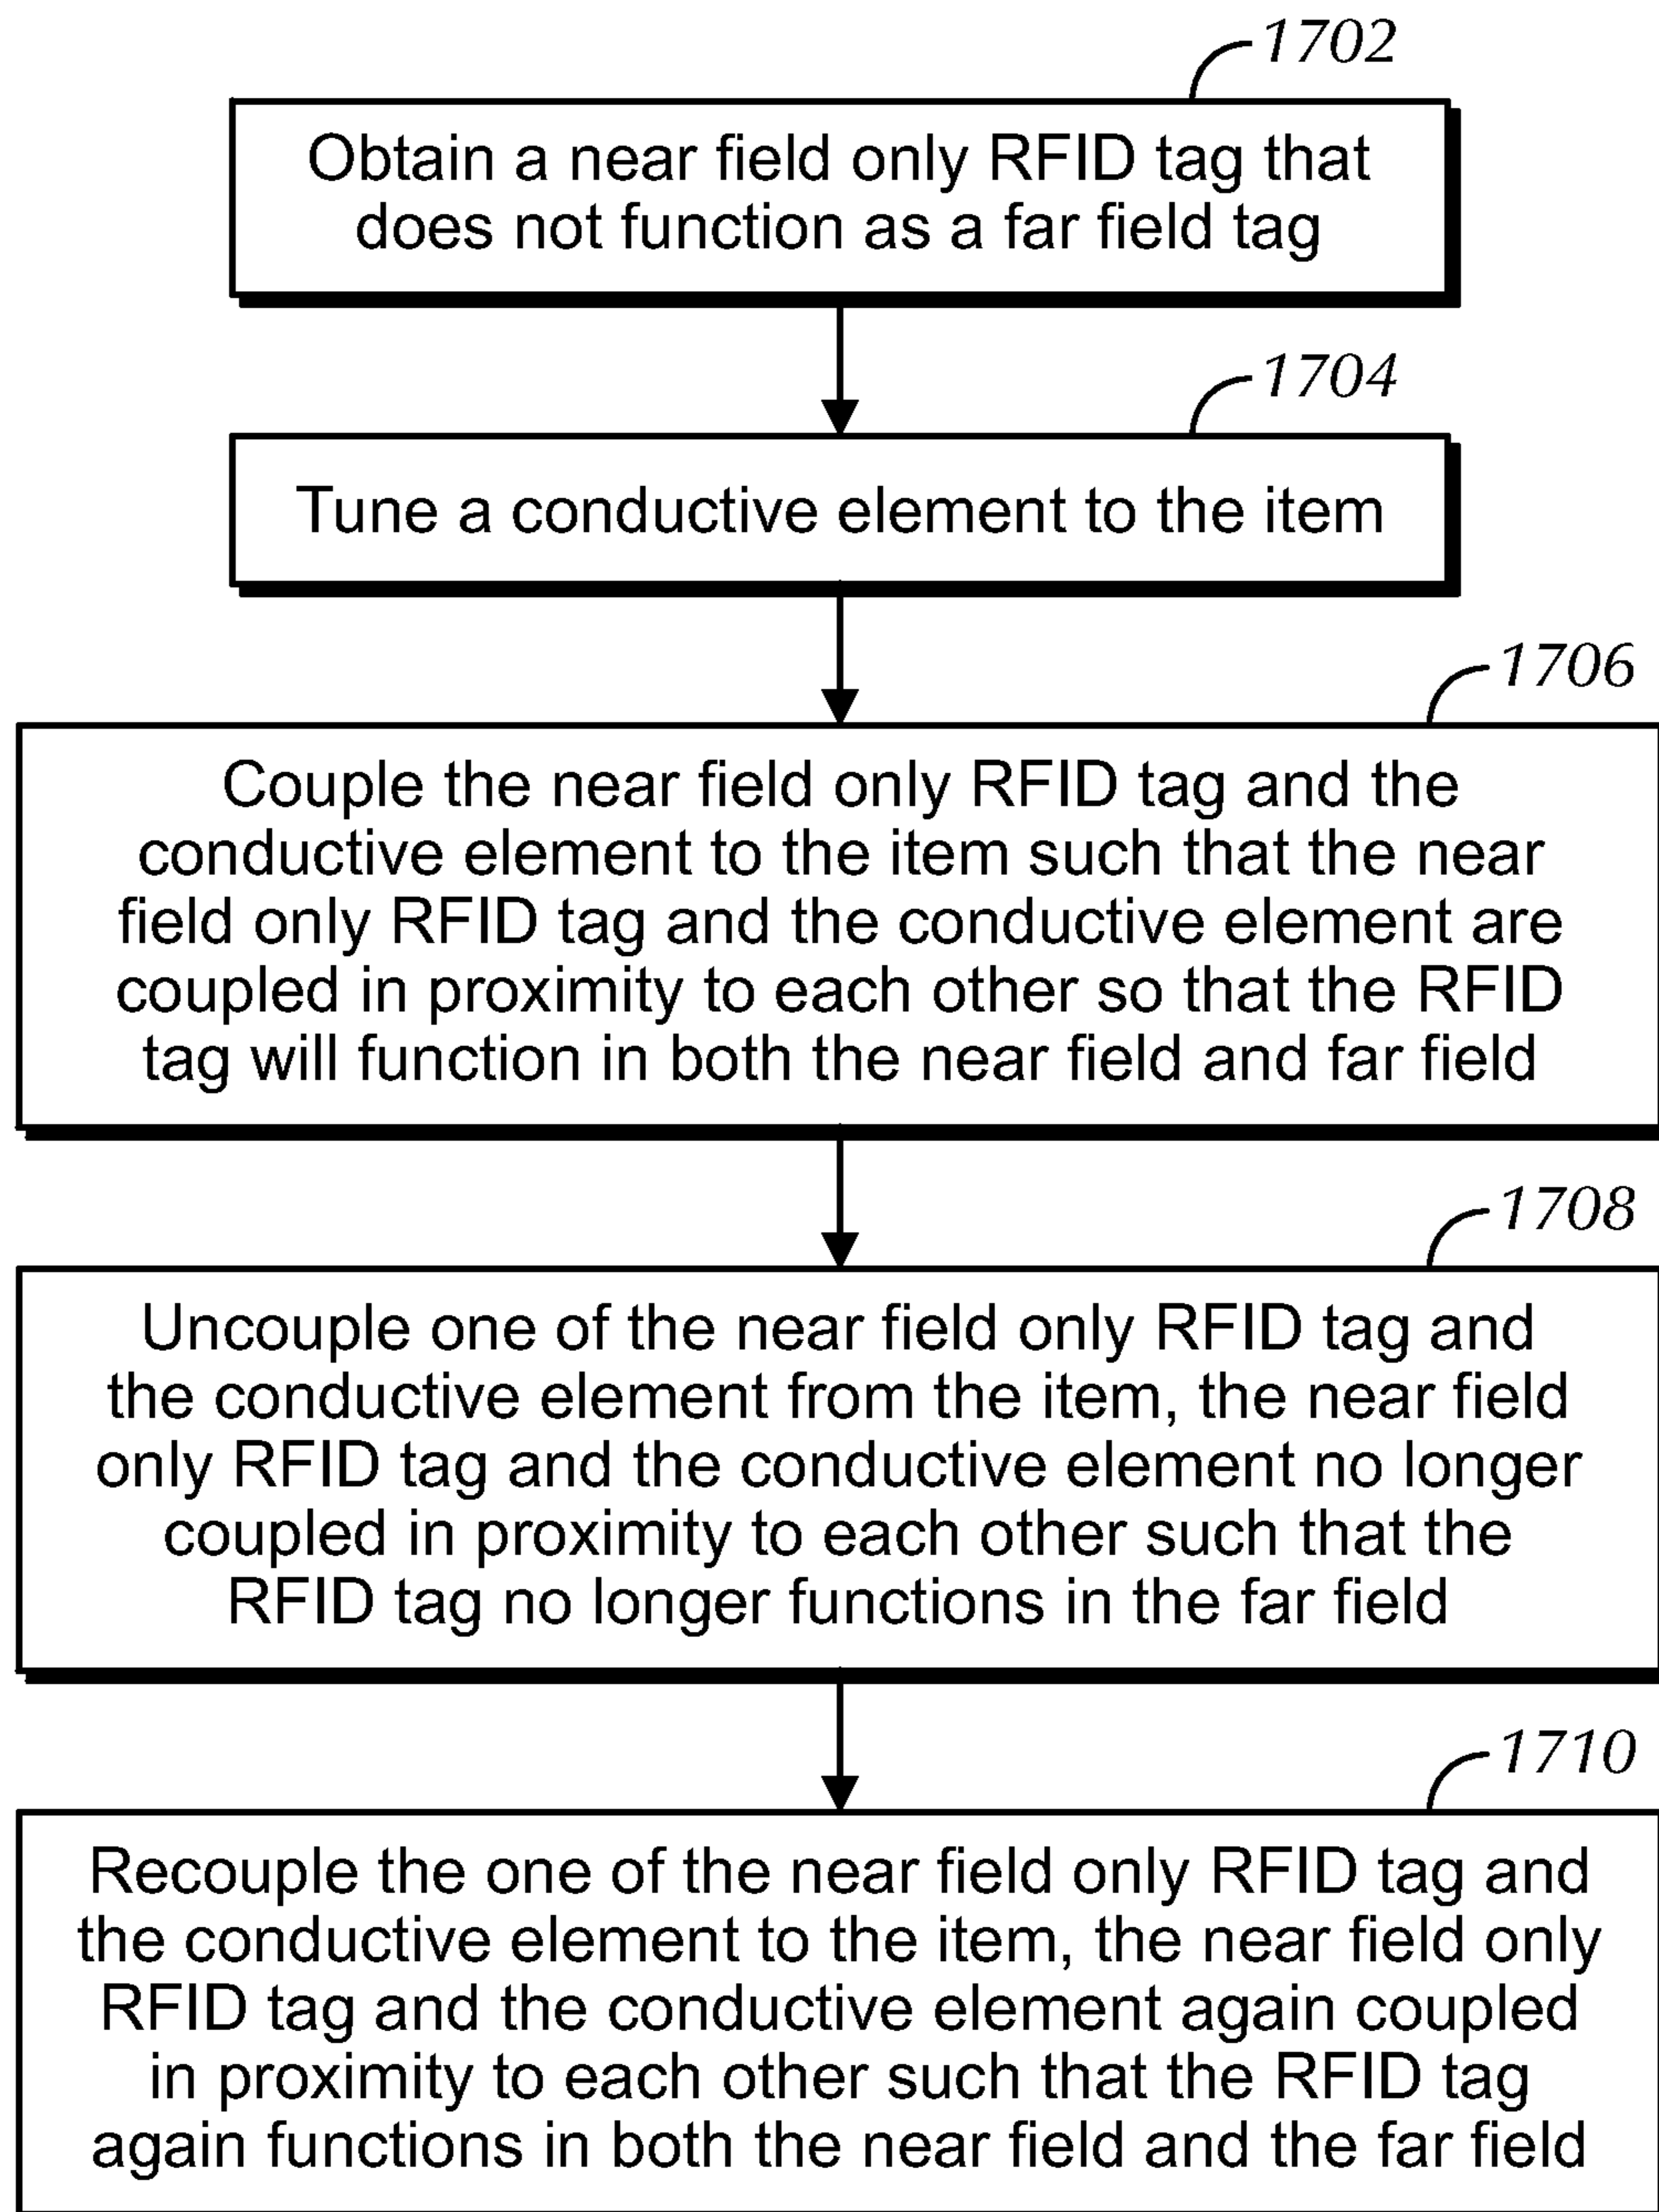 1702
Obtain a near field only RFID tag that
does not function as a far field tag
1704
Tune a conductive element to the item
1706
Couple the near field only RFID tag and the
conductive element to the item such that the near
field only RFID tag and the conductive element are
coupled in proximity to each other so that the RFID
tag will function in both the near field and far field
1708
Uncouple one of the near field only RFID tag and
the conductive element from the item, the near field
only RFID tag and the conductive element no longer
coupled in proximity to each other such that the
RFID tag no longer functions in the far field
1710
Recouple the one of the near field only RFID tag and
the conductive element to the item, the near field only
RFID tag and the conductive element again coupled
in proximity to each other such that the RFID tag
again functions in both the near field and the far field